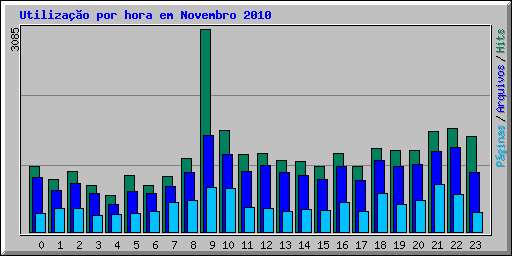 Utilização por hora em Novembro 2010
3085
Páginas / Arquivos / Hits
0 1 2 3 4 5 6 7 8 9 10 11 12 13 14 15 16 17 18 19 20 21 22 23